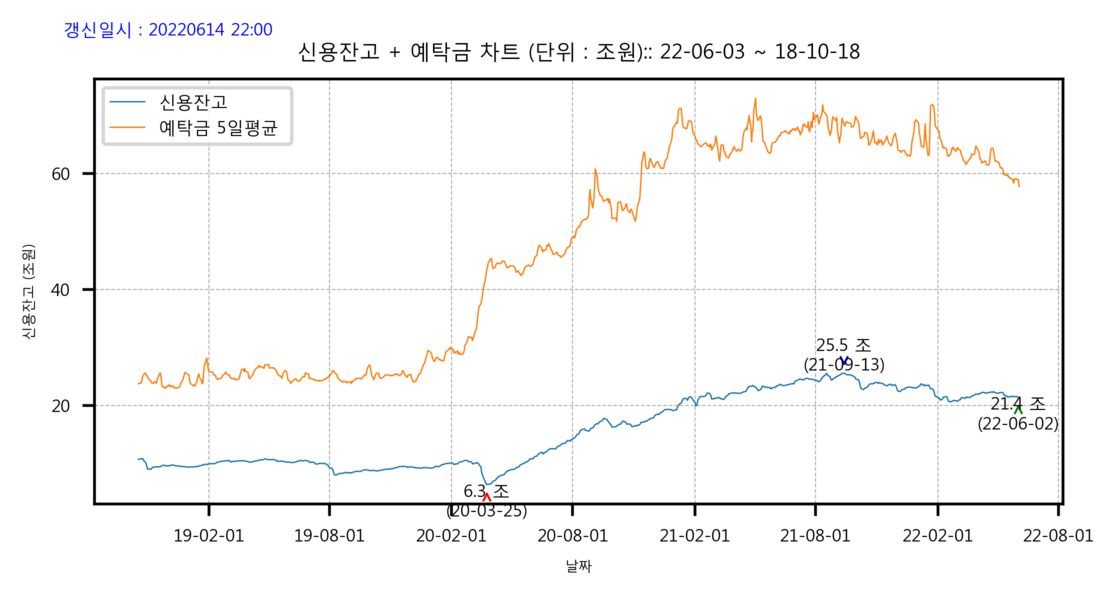 갱신일시 : 20220614 22:00
신용잔고 + 예탁금 차트 (단위 : 조원):: 22-06-03 ~ 18-10-18
신용잔고
예탁금 5일평균
신용잔고 (조원)
60
40
20
25.5 조
(21-09-13)
21.4 조
(22-06-02)
6.3 조
(20-03-25)
19-02-01 19-08-01 20-02-01 20-08-01 21-02-01 21-08-01 22-02-01 22-08-01
날짜